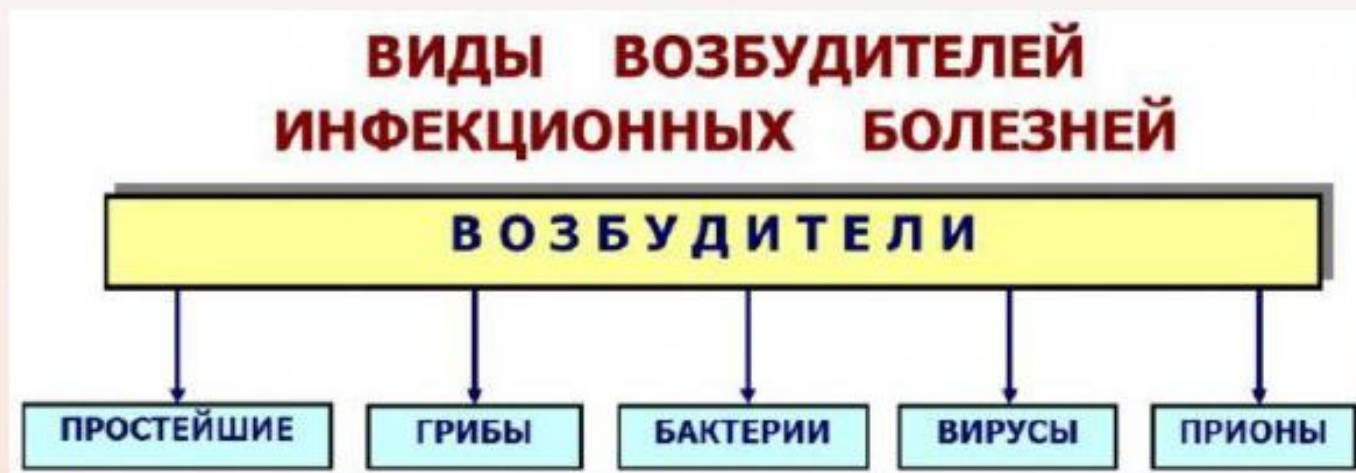 ВИДЫ ВОЗБУДИТЕЛЕЙ
ИНФЕКЦИОННЫХ БОЛЕЗНЕЙ
ВОЗБУДИТЕЛИ
ПРОСТЕЙШИЕ
ГРИБЫ
БАКТЕРИИ
ВИРУСЫ
ПРИОНЫ